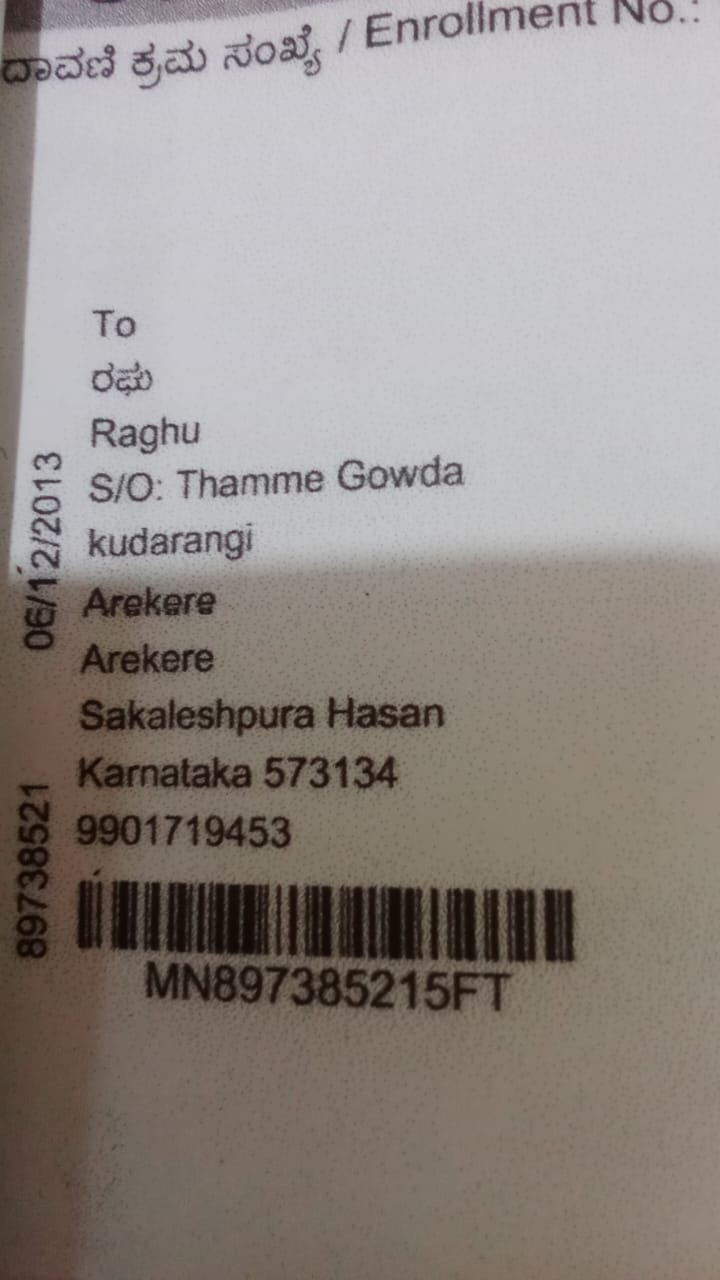 ದಾವಣಿ ಕ್ರಮ ಸಂಖ್ಯೆ / Enrollment No.:
To
ರಘು
Raghu
S/O: Thamme Gowda
kudarangi
Arekere
Arekere
Sakaleshpura Hasan
Karnataka 573134
9901719453
MN897385215FT
06/12/2013
89738521